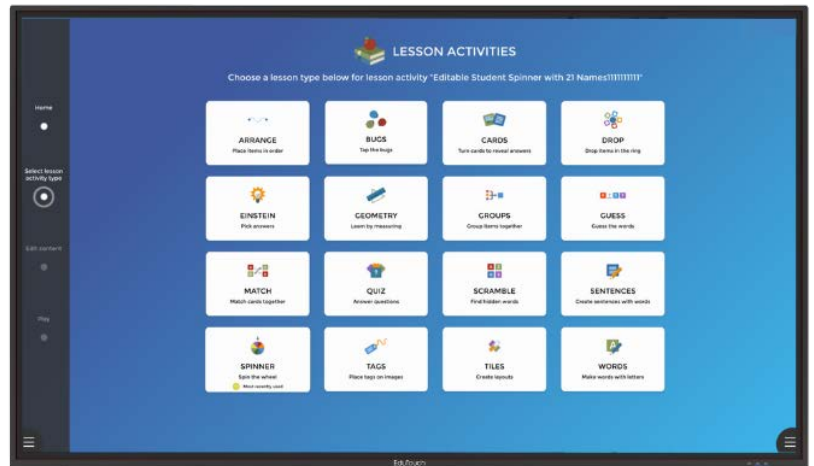 LESSON ACTIVITIES
Choose a lesson type below for lesson activity "Editable Student Spinner with 21 Names1111111111"
Home
Select lesson
activity type
Edit content
Play
ARRANGE
Place items in order
BUGS
Tap the bugs
CARDS
Turn cards to reveal answers
DROP
Drop items in the ring
EINSTEIN
Pick answers
GEOMETRY
Learn by measuring
GROUPS
Group items together
GUESS
Guess the words
MATCH
Match cards together
QUIZ
Answer questions
SCRAMBLE
Find hidden words
SENTENCES
Create sentences with words
SPINNER
Spin the wheel
Most recently used
TAGS
Place tags on images
TILES
Create layouts
WORDS
Make words with letters
EduTouch